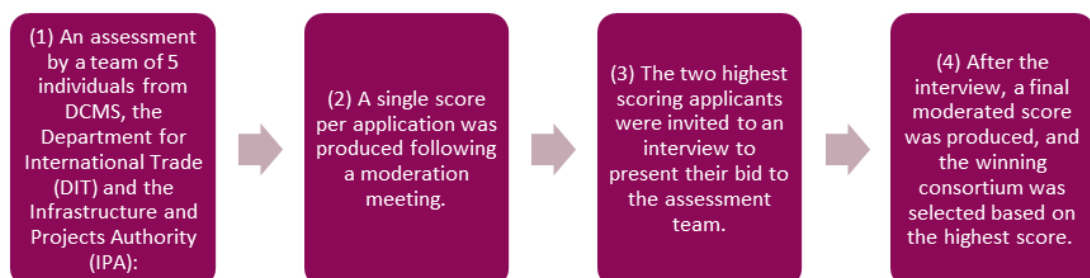 (1) An assessment
by a team of 5
individuals from
DCMS, the
Department for
International Trade
(DIT) and the
Infrastructure and
Projects Authority
(IPA):
(2) A single score
per application was
produced following
a moderation
meeting.
(3) The two highest
scoring applicants
were invited to an
interview to
present their bid to
the assessment
team.
(4) After the
interview, a final
moderated score
was produced, and
the winning
consortium was
selected based on
the highest score.